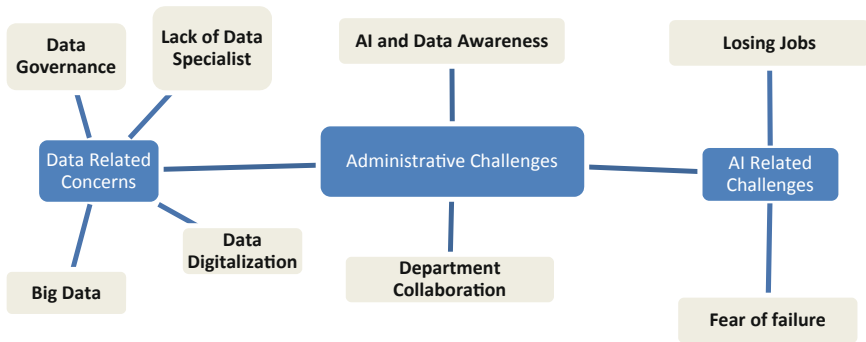 Data
Governance
Lack of Data
Specialist
AI and Data Awareness
Losing Jobs
Data Related
Concerns
Administrative Challenges
AI Related
Challenges
Data
Digitalization
Big Data
Department
Collaboration
Fear of failure